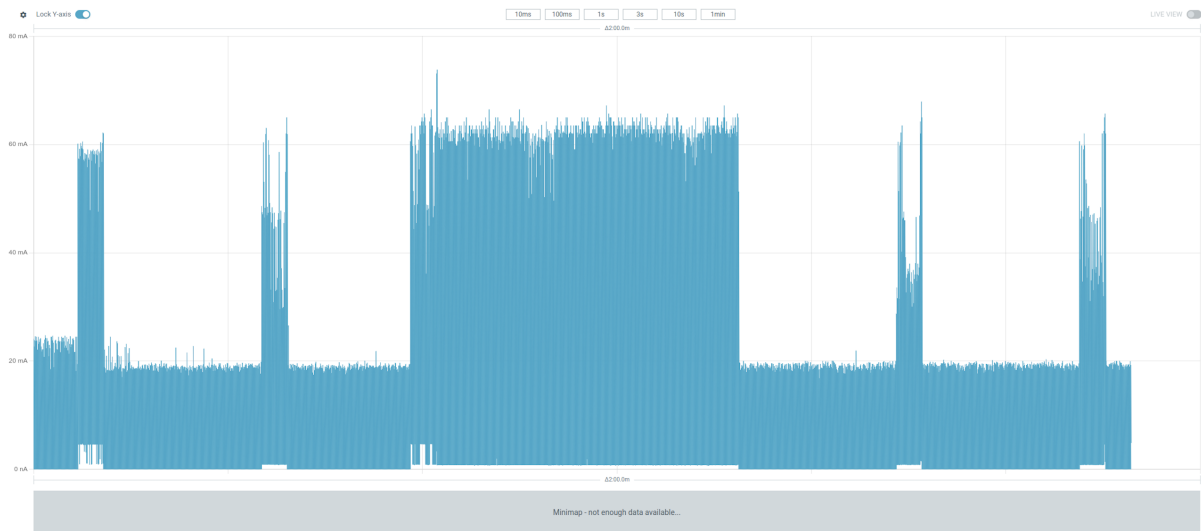 Lock Y-axis 10ms 100ms 1s 3s 10s 1min LIVE VIEW
Δ2:00.0m
80 mA
60 mA
40 mA
20 mA
0 nA
Δ2:00.0m
Minimap - not enough data available...